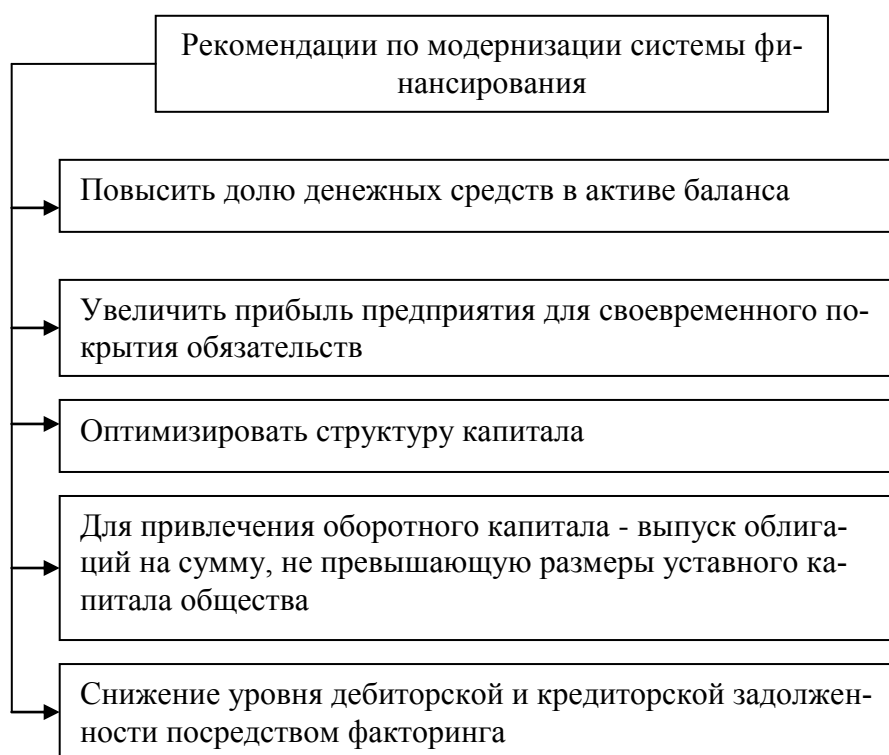 Рекомендации по модернизации системы фи-
нансирования
Повысить долю денежных средств в активе баланса
Увеличить прибыль предприятия для своевременного по-
крытия обязательств
Оптимизировать структуру капитала
Для привлечения оборотного капитала - выпуск облига-
ций на сумму, не превышающую размеры уставного ка-
питала общества
Снижение уровня дебиторской и кредиторской задолжен-
ности посредством факторинга